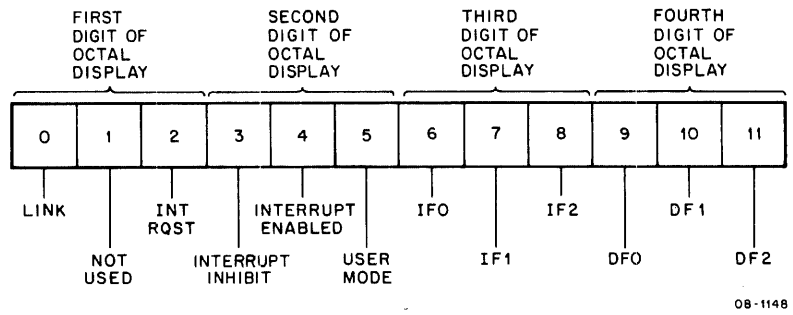 FIRST
DIGIT OF
OCTAL
DISPLAY
SECOND
DIGIT OF
OCTAL
DISPLAY
THIRD
DIGIT OF
OCTAL
DISPLAY
FOURTH
DIGIT OF
OCTAL
DISPLAY
0 1 2 3 4 5 6 7 8 9 10 11
LINK
NOT
USED
INT
RQST
INTERRUPT
INHIBIT
INTERRUPT
ENABLED
USER
MODE
IF0
IF1
IF2
DF0
DF1
DF2
08-1148